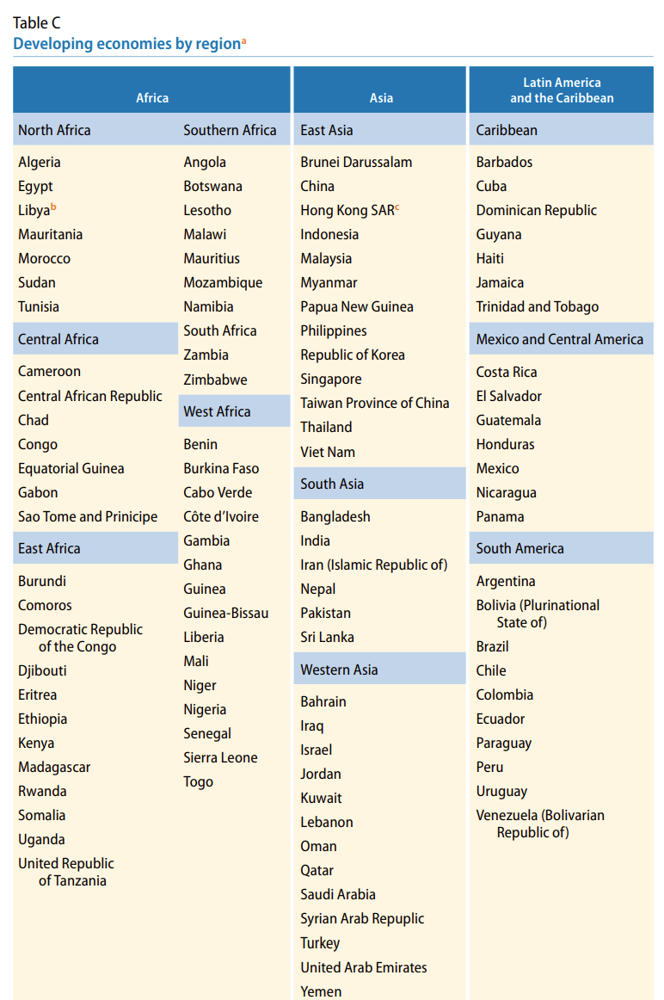 Table C
Developing economies by regionᵃ
Africa
North Africa
Algeria
Egypt
Libyaᵇ
Mauritania
Morocco
Sudan
Tunisia
Central Africa
Cameroon
Central African Republic
Chad
Congo
Equatorial Guinea
Gabon
Sao Tome and Prinicipe
East Africa
Burundi
Comoros
Democratic Republic
of the Congo
Djibouti
Eritrea
Ethiopia
Kenya
Madagascar
Rwanda
Somalia
Uganda
United Republic
of Tanzania
Southern Africa
Angola
Botswana
Lesotho
Malawi
Mauritius
Mozambique
Namibia
South Africa
Zambia
Zimbabwe
West Africa
Benin
Burkina Faso
Cabo Verde
Côte d’Ivoire
Gambia
Ghana
Guinea
Guinea-Bissau
Liberia
Mali
Niger
Nigeria
Senegal
Sierra Leone
Togo
Asia
East Asia
Brunei Darussalam
China
Hong Kong SARᶜ
Indonesia
Malaysia
Myanmar
Papua New Guinea
Philippines
Republic of Korea
Singapore
Taiwan Province of China
Thailand
Viet Nam
South Asia
Bangladesh
India
Iran (Islamic Republic of)
Nepal
Pakistan
Sri Lanka
Western Asia
Bahrain
Iraq
Israel
Jordan
Kuwait
Lebanon
Oman
Qatar
Saudi Arabia
Syrian Arab Repuplic
Turkey
United Arab Emirates
Yemen
Latin America
and the Caribbean
Caribbean
Barbados
Cuba
Dominican Republic
Guyana
Haiti
Jamaica
Trinidad and Tobago
Mexico and Central America
Costa Rica
El Salvador
Guatemala
Honduras
Mexico
Nicaragua
Panama
South America
Argentina
Bolivia (Plurinational
State of)
Brazil
Chile
Colombia
Ecuador
Paraguay
Peru
Uruguay
Venezuela (Bolivarian
Republic of)